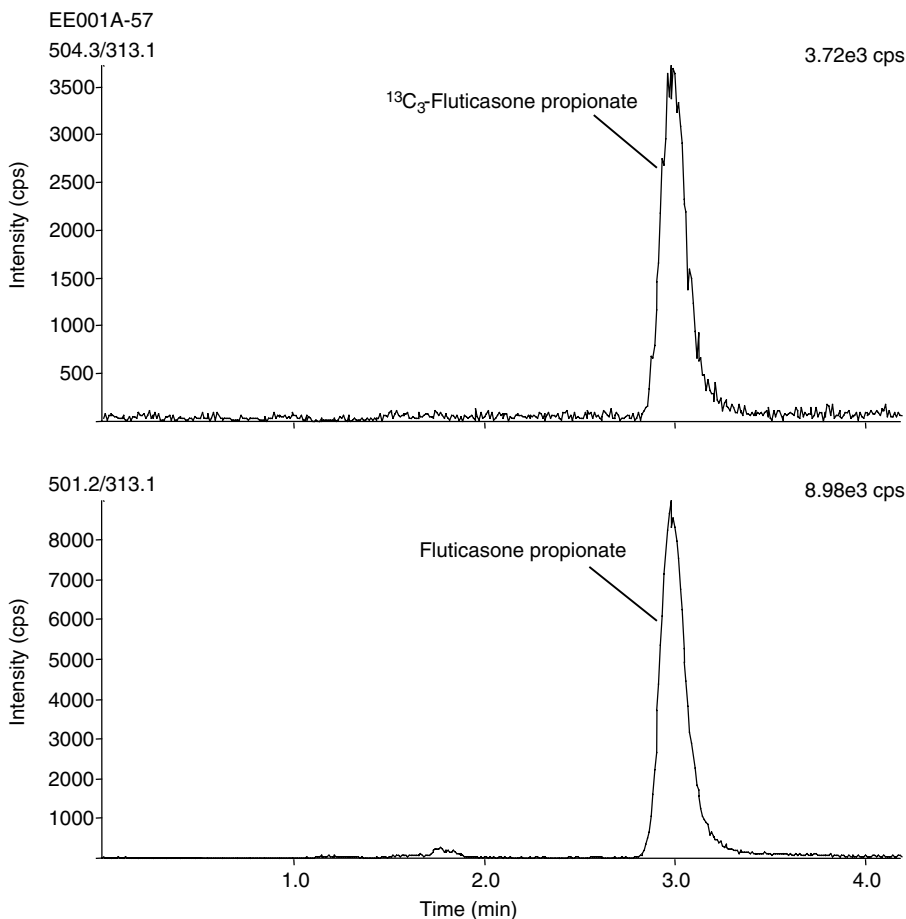 EE001A-57
504.3/313.1
3.72e3 cps
¹³C₃-Fluticasone propionate
Intensity (cps)
3500
3000
2500
2000
1500
1000
500
501.2/313.1
8.98e3 cps
Fluticasone propionate
Intensity (cps)
8000
7000
6000
5000
4000
3000
2000
1000
1.0 2.0 3.0 4.0
Time (min)